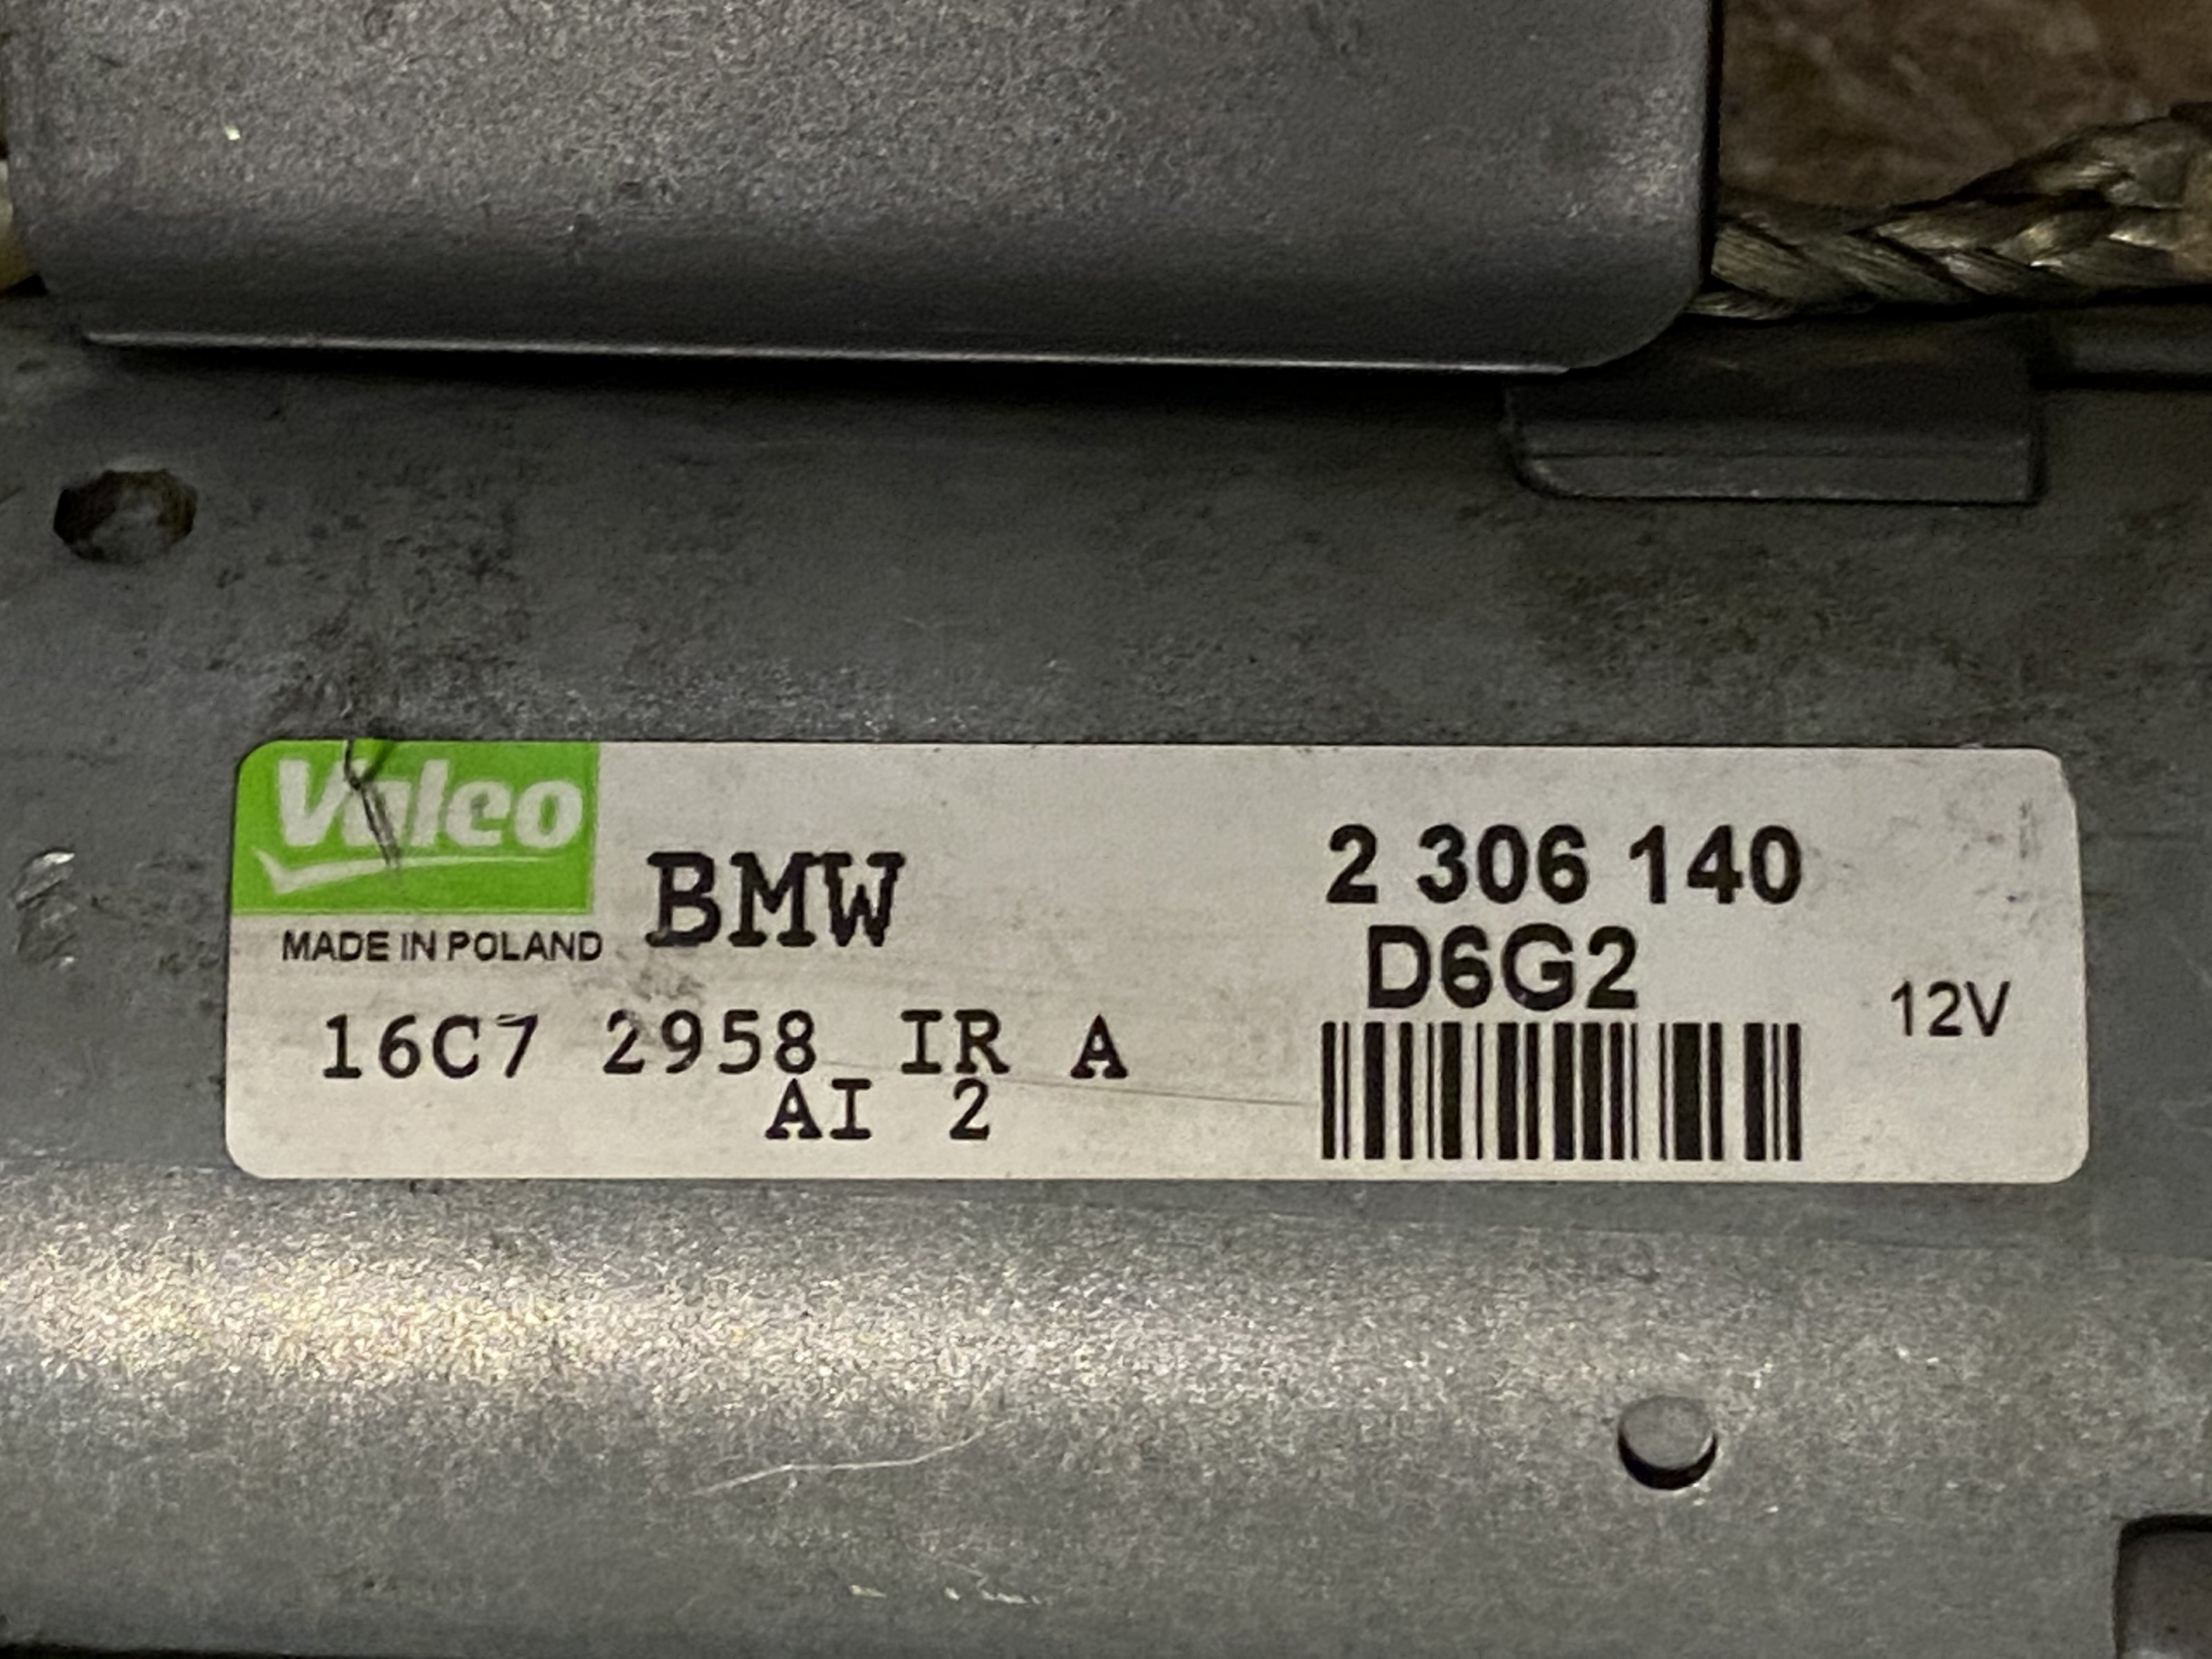 Valeo
MADE IN POLAND
BMW
2 306 140
D6G2
12V
16C7 2958 IR A
AI 2